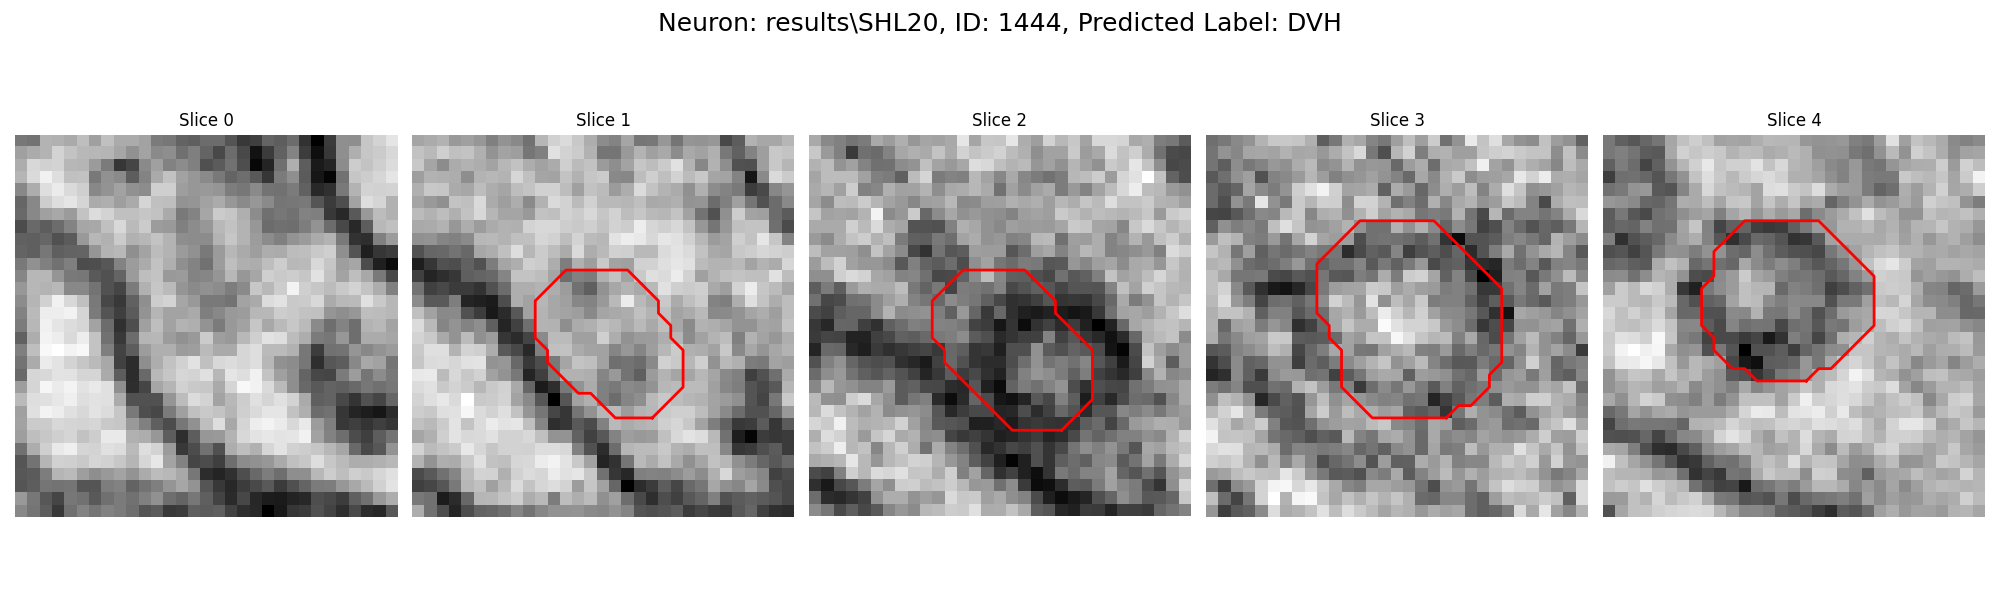 Neuron: results\SHL20, ID: 1444, Predicted Label: DVH
Slice 0
Slice 1
Slice 2
Slice 3
Slice 4